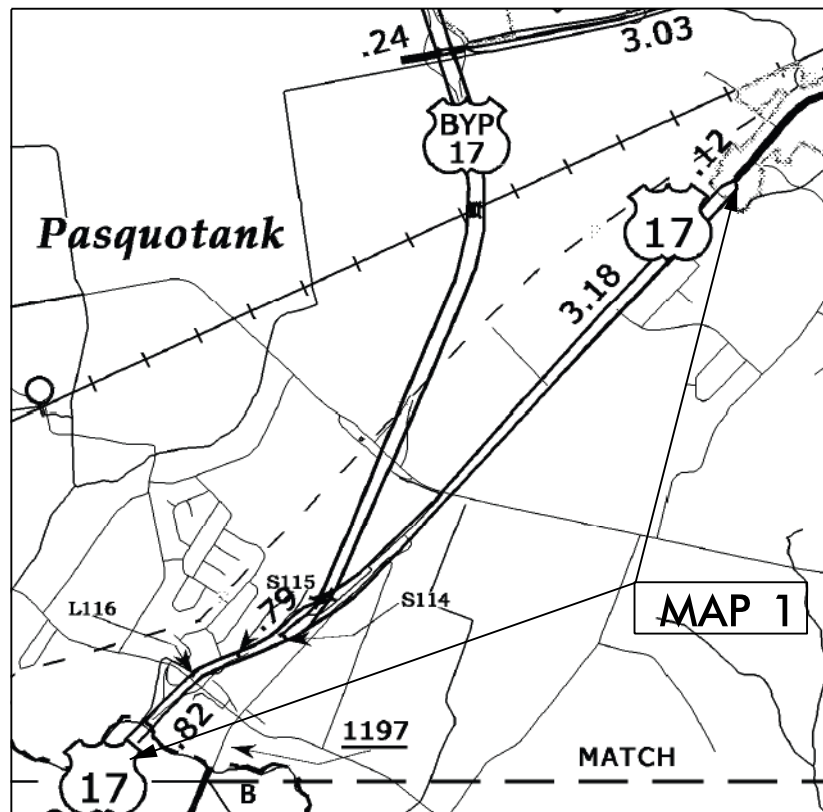 .24
3.03
BYP
17
.12
17
Pasquotank
3.18
S115
.79
S114
L116
MAP 1
.82
1197
MATCH
17
B